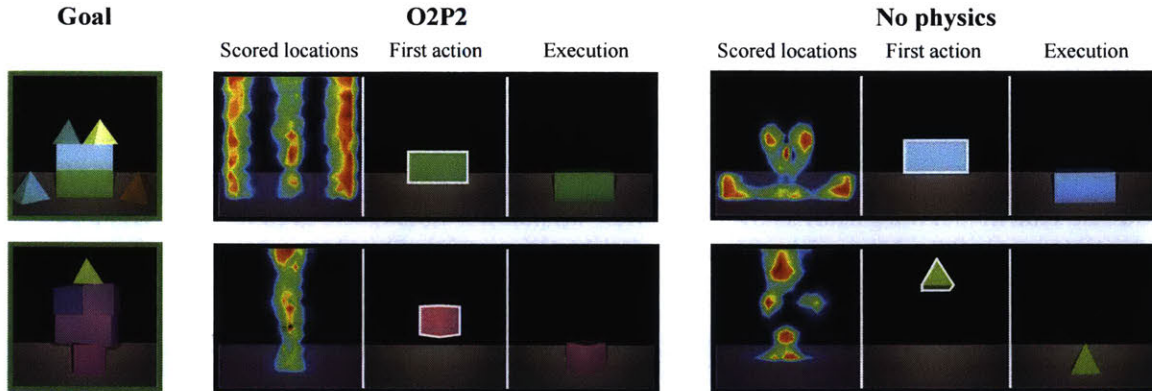 Goal
O2P2
No physics
Scored locations First action Execution
Scored locations First action Execution